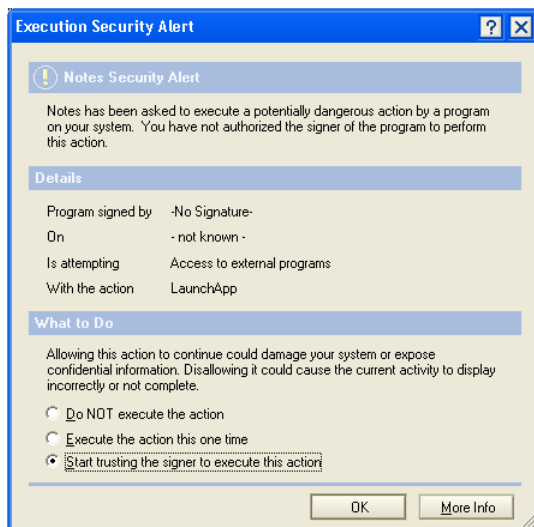 Execution Security Alert
Notes Security Alert
Notes has been asked to execute a potentially dangerous action by a program
on your system. You have not authorized the signer of the program to perform
this action.
Details
Program signed by -No Signature-
On - not known -
Is attempting Access to external programs
With the action LaunchApp
What to Do
Allowing this action to continue could damage your system or expose
confidential information. Disallowing it could cause the current activity to display
incorrectly or not complete.
Do NOT execute the action
Execute the action this one time
Start trusting the signer to execute this action
OK More Info